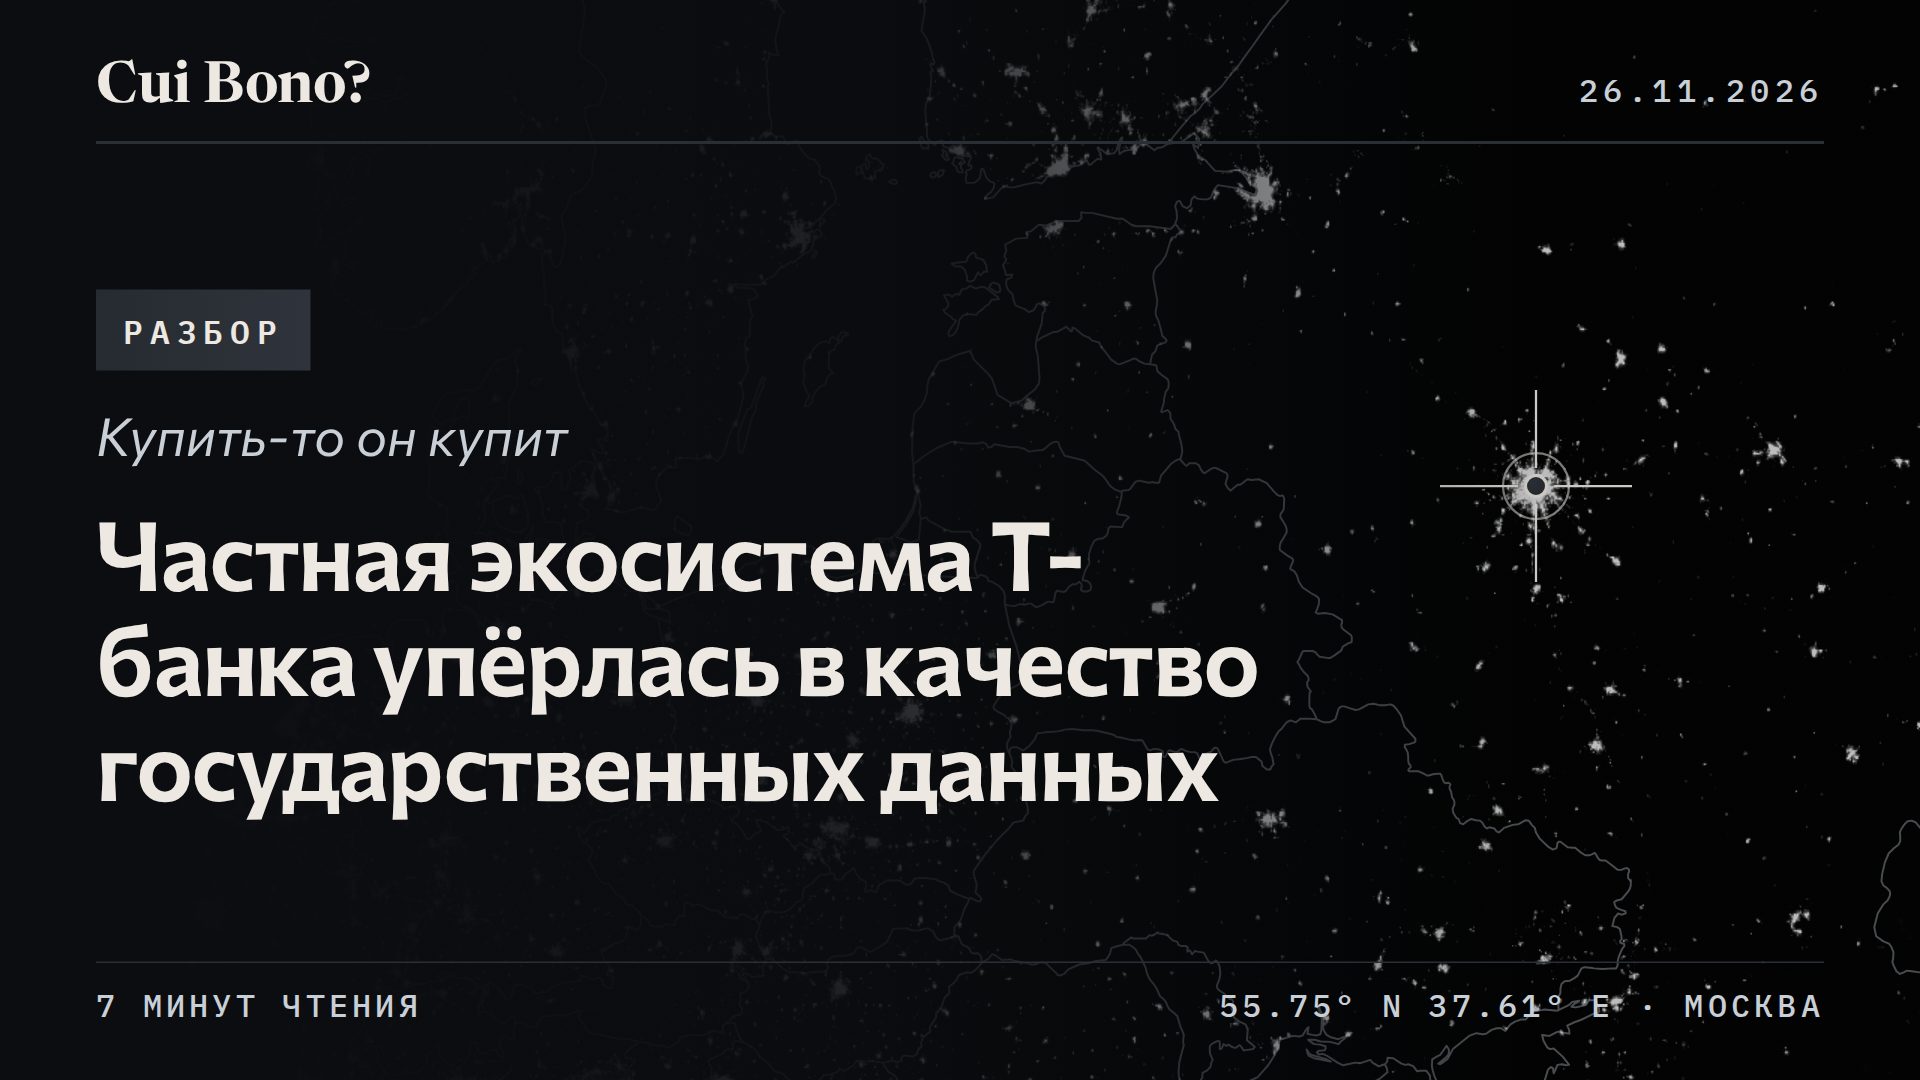 Cui Bono?
26.11.2026
РАЗБОР
Купить-то он купит
Частная экосистема Т-
банка упёрлась в качество
государственных данных
7 МИНУТ ЧТЕНИЯ
55.75° N 37.61° E · МОСКВА